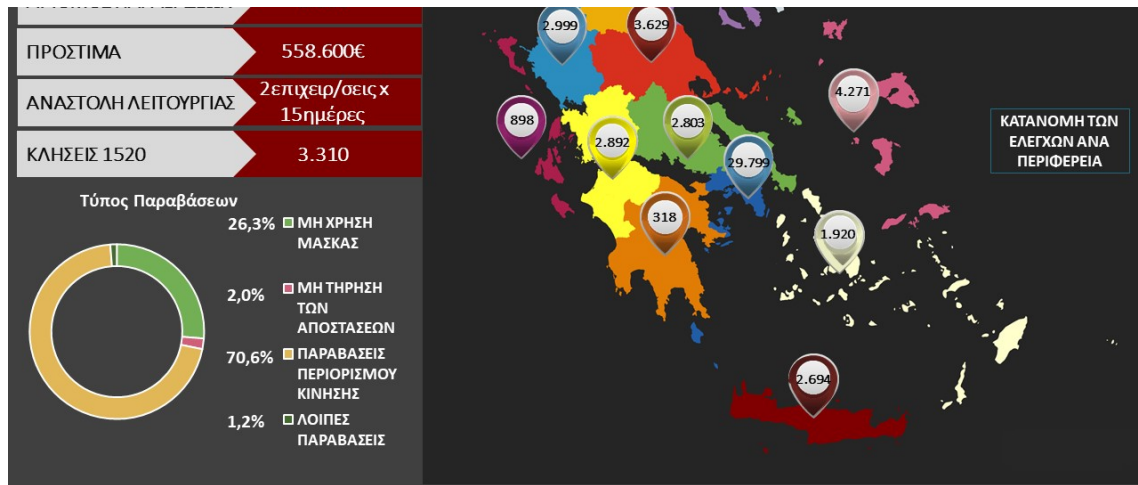 ΠΡΟΣΤΙΜΑ
558.600€
ΑΝΑΣΤΟΛΗ ΛΕΙΤΟΥΡΓΙΑΣ
2επιχειρ/σεις x
15ημέρες
ΚΛΗΣΕΙΣ 1520
3.310
Τύπος Παραβάσεων
26,3% ΜΗ ΧΡΗΣΗ
ΜΑΣΚΑΣ
2,0% ΜΗ ΤΗΡΗΣΗ
ΤΩΝ
ΑΠΟΣΤΑΣΕΩΝ
70,6% ΠΑΡΑΒΑΣΕΙΣ
ΠΕΡΙΟΡΙΣΜΟΥ
ΚΙΝΗΣΗΣ
1,2% ΛΟΙΠΕΣ
ΠΑΡΑΒΑΣΕΙΣ
2.999
3.629
4.271
898
2.892
2.803
29.799
318
1.920
2.694
ΚΑΤΑΝΟΜΗ ΤΩΝ
ΕΛΕΓΧΩΝ ΑΝΑ
ΠΕΡΙΦΕΡΕΙΑ